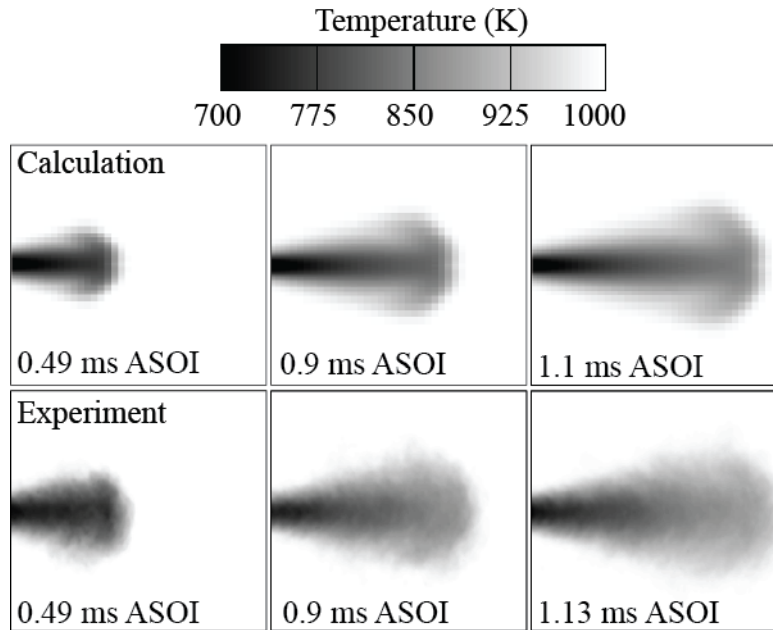 Temperature (K)
700 775 850 925 1000
Calculation
0.49 ms ASOI 0.9 ms ASOI 1.1 ms ASOI
Experiment
0.49 ms ASOI 0.9 ms ASOI 1.13 ms ASOI